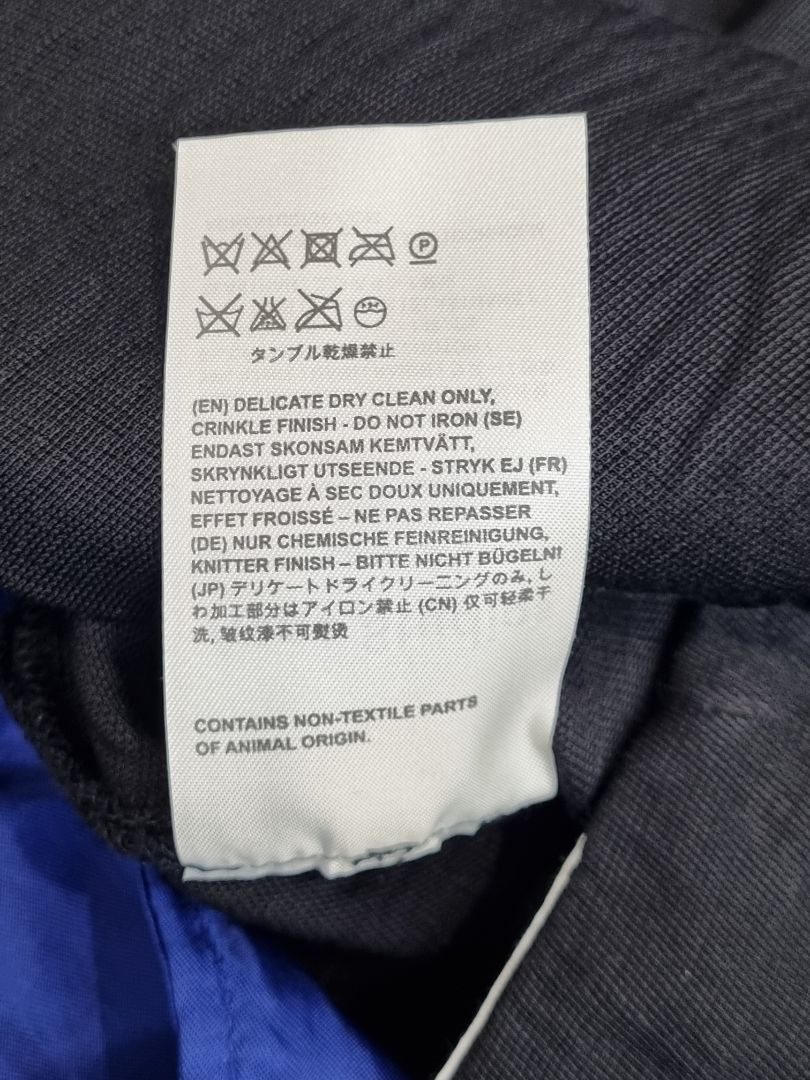 P
タンブル乾燥禁止
(EN) DELICATE DRY CLEAN ONLY,
CRINKLE FINISH - DO NOT IRON (SE)
ENDAST SKONSAM KEMTVÄTT,
SKRYNKLIGT UTSEENDE - STRYK EJ (FR)
NETTOYAGE À SEC DOUX UNIQUEMENT,
EFFET FROISSÉ – NE PAS REPASSER
(DE) NUR CHEMISCHE FEINREINIGUNG,
KNITTER FINISH – BITTE NICHT BÜGELN!
(JP) デリケートドライクリーニングのみ, し
わ加工部分はアイロン禁止 (CN) 仅可轻柔干
洗, 皱纹漆不可熨烫
CONTAINS NON-TEXTILE PARTS
OF ANIMAL ORIGIN.